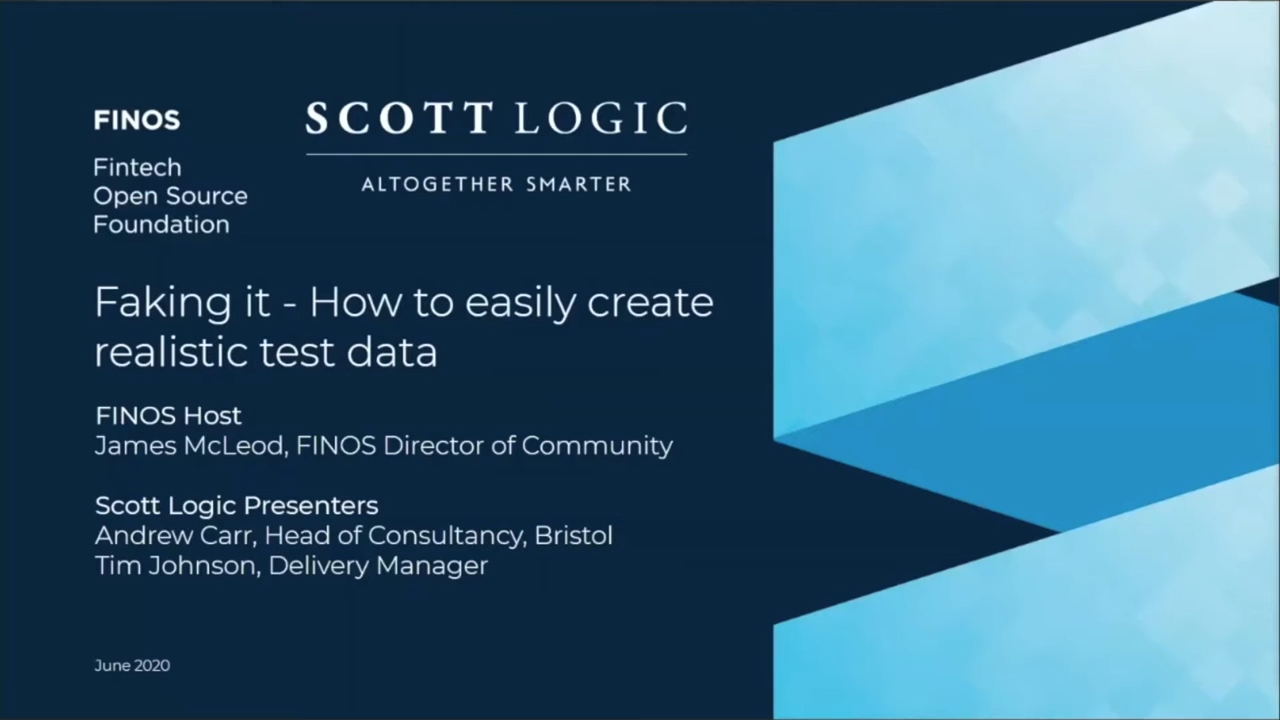 FINOS
Fintech
Open Source
Foundation
SCOTT LOGIC
ALTOGETHER SMARTER
Faking it - How to easily create
realistic test data
FINOS Host
James McLeod, FINOS Director of Community
Scott Logic Presenters
Andrew Carr, Head of Consultancy, Bristol
Tim Johnson, Delivery Manager
June 2020